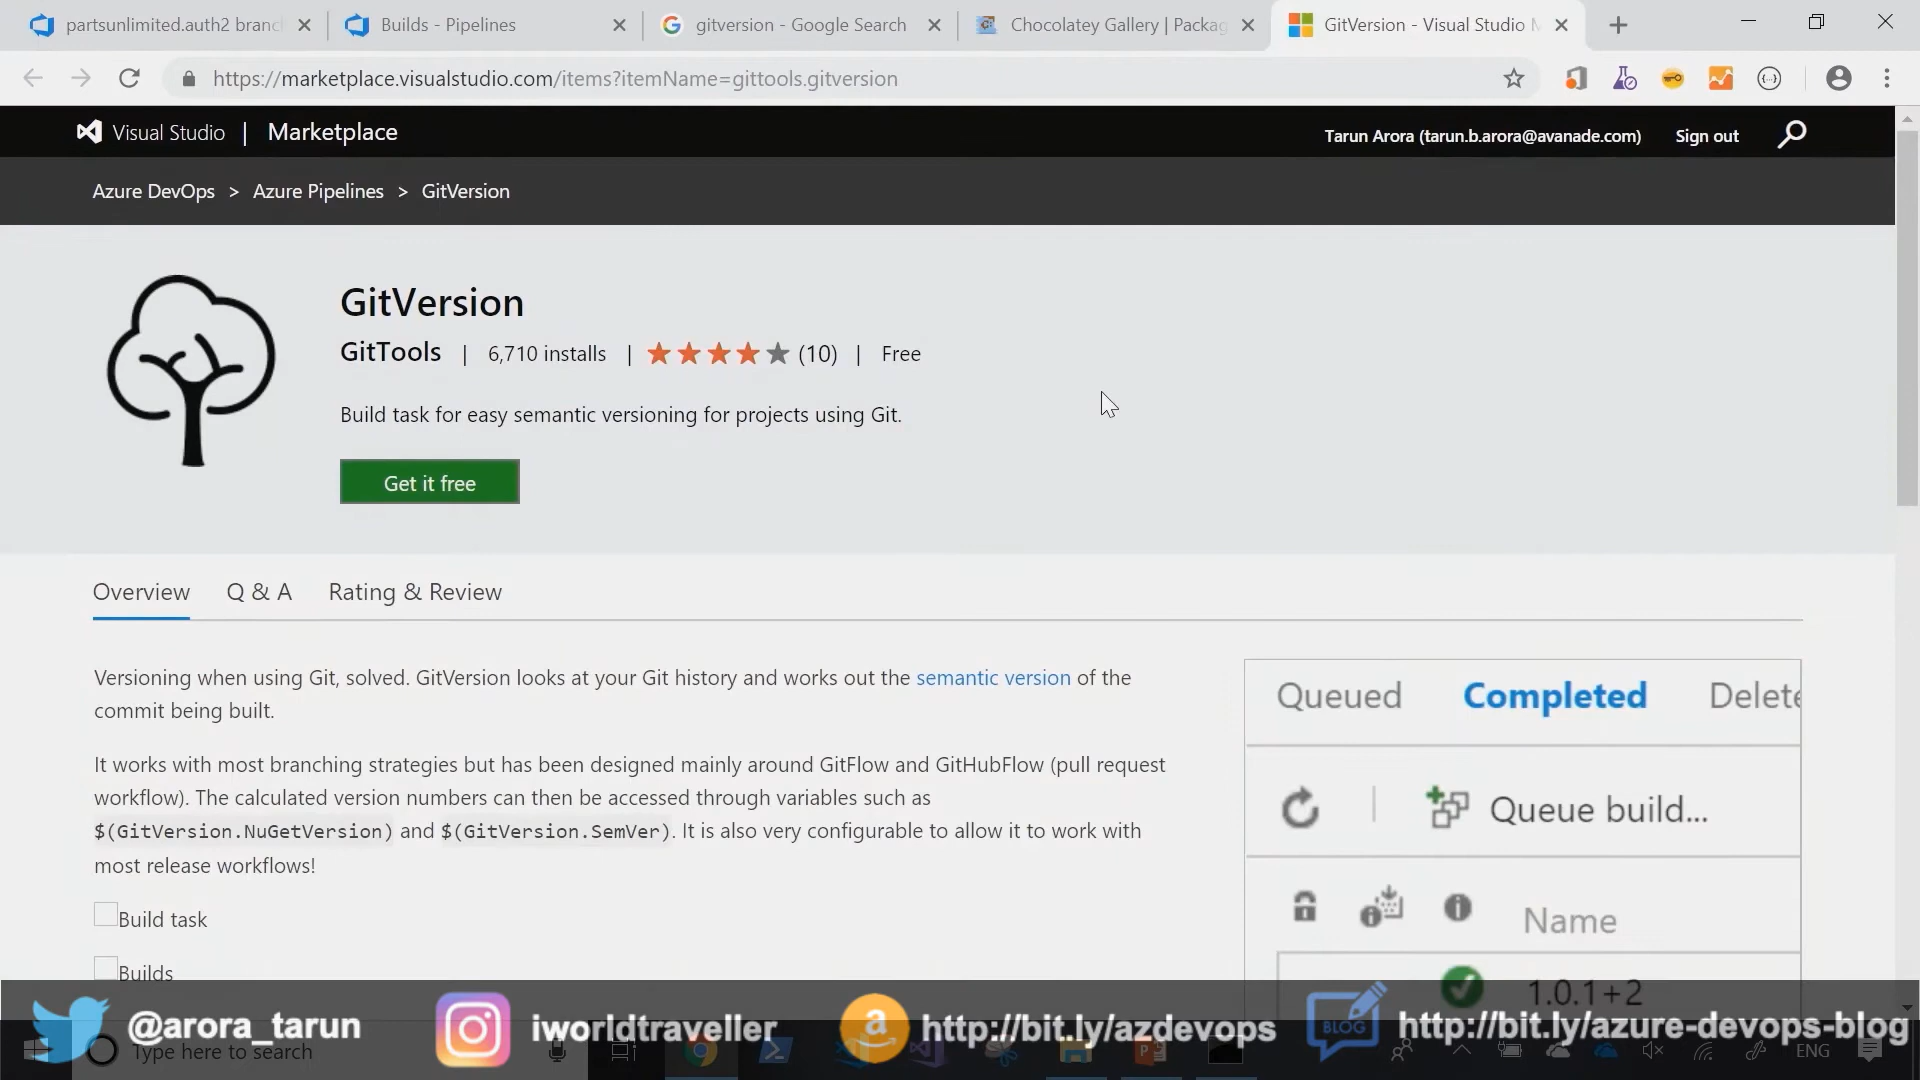 partsunlimited.auth2 branc
Builds - Pipelines
gitversion - Google Search
Chocolatey Gallery | Packag
GitVersion - Visual Studio M
https://marketplace.visualstudio.com/items?itemName=gittools.gitversion
Visual Studio | Marketplace
Tarun Arora (tarun.b.arora@avanade.com)
Sign out
Azure DevOps > Azure Pipelines > GitVersion
GitVersion
GitTools | 6,710 installs | (10) | Free
Build task for easy semantic versioning for projects using Git.
Get it free
Overview
Q & A
Rating & Review
Versioning when using Git, solved. GitVersion looks at your Git history and works out the semantic version of the
commit being built.
It works with most branching strategies but has been designed mainly around GitFlow and GitHubFlow (pull request
workflow). The calculated version numbers can then be accessed through variables such as
$(GitVersion.NuGetVersion) and $(GitVersion.SemVer). It is also very configurable to allow it to work with
most release workflows!
Build task
Builds
Queued
Completed
Delete
Queue build...
Name
1.0.1+2
@arora_tarun
iworldtraveller
a
http://bit.ly/azdevops
BLOG
http://bit.ly/azure-devops-blog
Type here to search
ENG